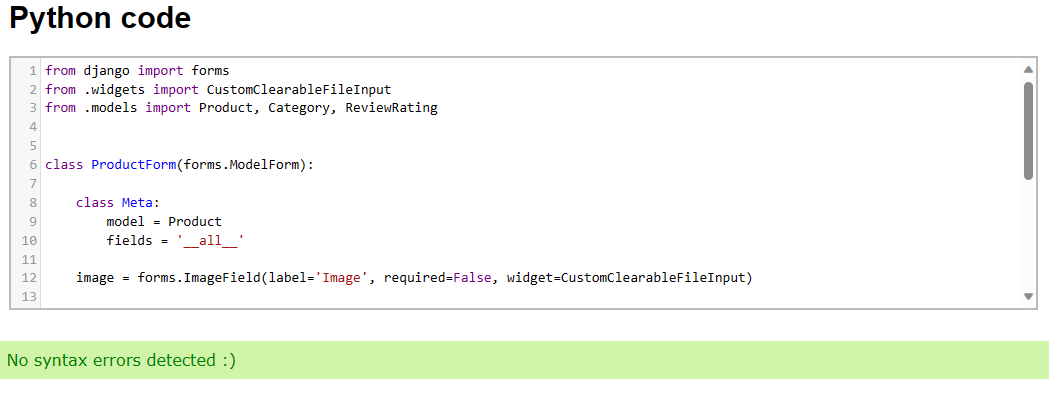 Python code
1 from django import forms
2 from .widgets import CustomClearableFileInput
3 from .models import Product, Category, ReviewRating
4
5
6 class ProductForm(forms.ModelForm):
7
8     class Meta:
9         model = Product
10         fields = '__all__'
11
12     image = forms.ImageField(label='Image', required=False, widget=CustomClearableFileInput)
13
No syntax errors detected :)